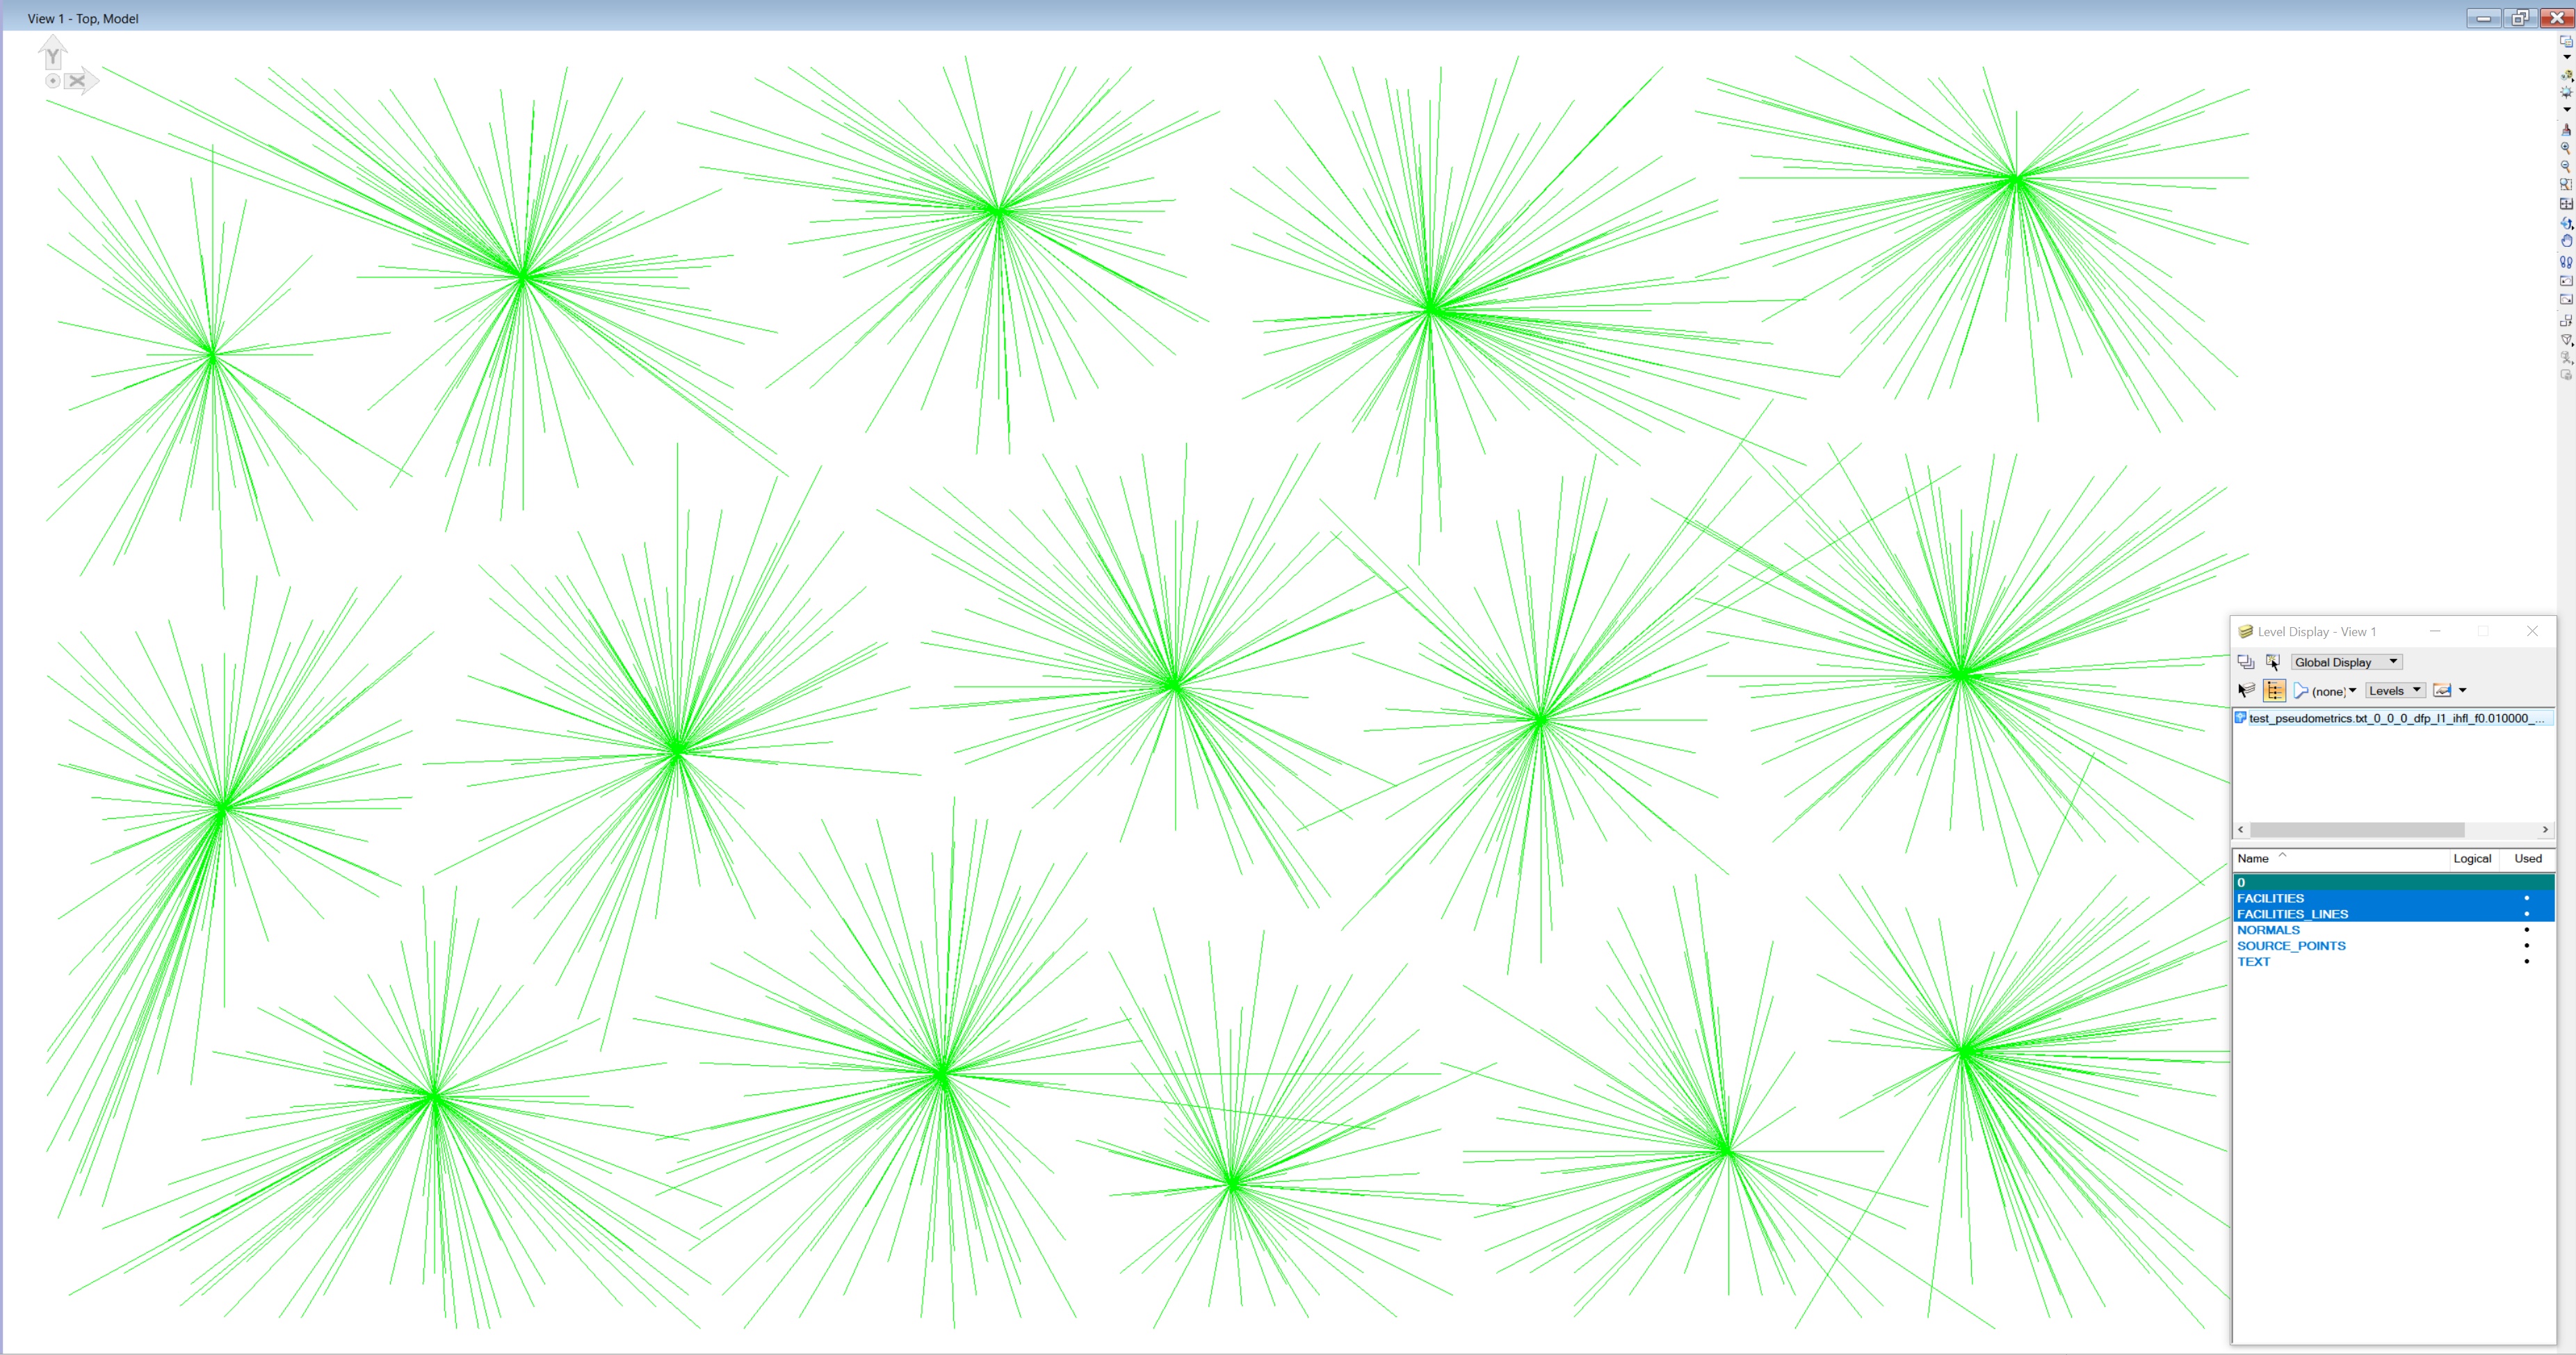 View 1 - Top, Model
Y
X
Level Display - View 1
Global Display
(none) Levels
test_pseudometrics.txt_0_0_0_dfp_l1_ihfl_f0.010000_...
Name Logical Used
0
FACILITIES
FACILITIES_LINES
NORMALS
SOURCE_POINTS
TEXT